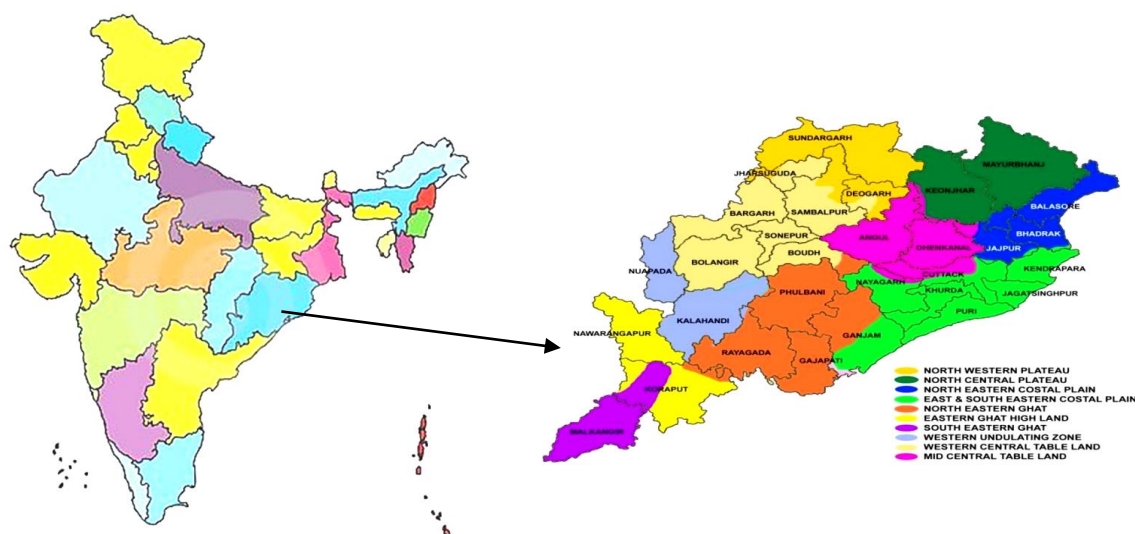 SUNDARGARH
MAYURBHANJ
JHARSUGUDA
KEONJHAR
DEOGARH
BALASORE
BARGARH
SAMBALPUR
BHADRAK
SONEPUR
ANGUL
DHENKANAL
JAJPUR
BOLANGIR
BOUDH
NUAPADA
CUTTACK
KENDRAPARA
NAYAGARH
PHULBANI
KHURDA
JAGATSINGHPUR
PURI
KALAHANDI
NAWARANGAPUR
GANJAM
RAYAGADA
GAJAPATI
KORAPUT
MALKANGIRI
NORTH WESTERN PLATEAU
NORTH CENTRAL PLATEAU
NORTH EASTERN COSTAL PLAIN
EAST & SOUTH EASTERN COSTAL PLAIN
NORTH EASTERN GHAT
EASTERN GHAT HIGH LAND
SOUTH EASTERN GHAT
WESTERN UNDULATING ZONE
WESTERN CENTRAL TABLE LAND
MID CENTRAL TABLE LAND